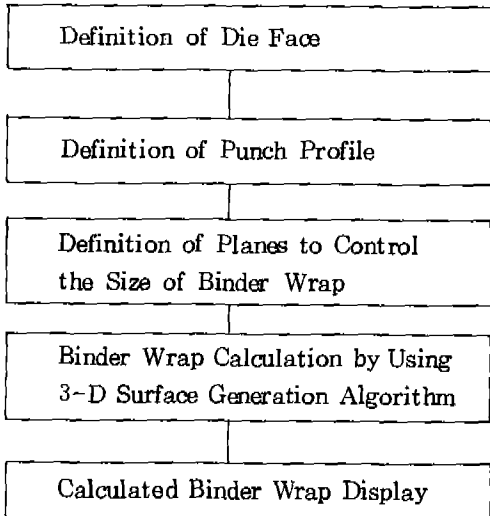 Definition of Die Face
Definition of Punch Profile
Definition of Planes to Control
the Size of Binder Wrap
Binder Wrap Calculation by Using
3-D Surface Generation Algorithm
Calculated Binder Wrap Display